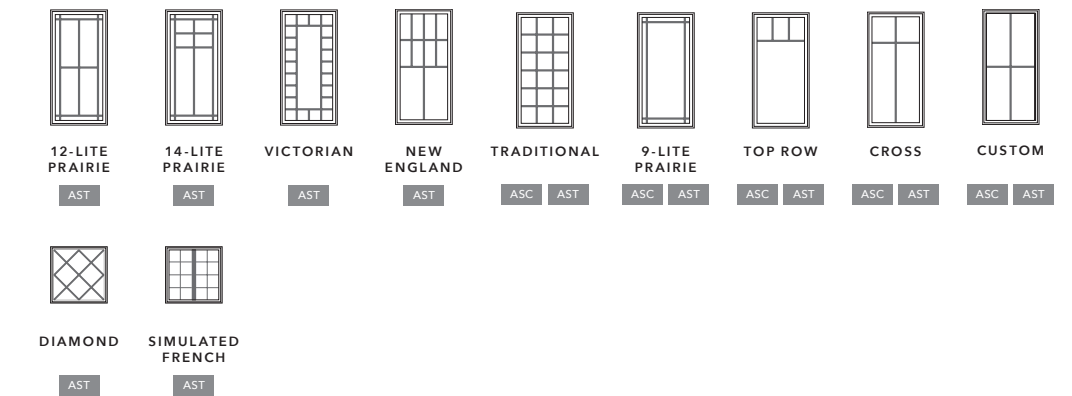 12-LITE
PRAIRIE
AST
14-LITE
PRAIRIE
AST
VICTORIAN
AST
NEW
ENGLAND
AST
TRADITIONAL
ASC AST
9-LITE
PRAIRIE
ASC AST
TOP ROW
ASC AST
CROSS
ASC AST
CUSTOM
ASC AST
DIAMOND
AST
SIMULATED
FRENCH
AST